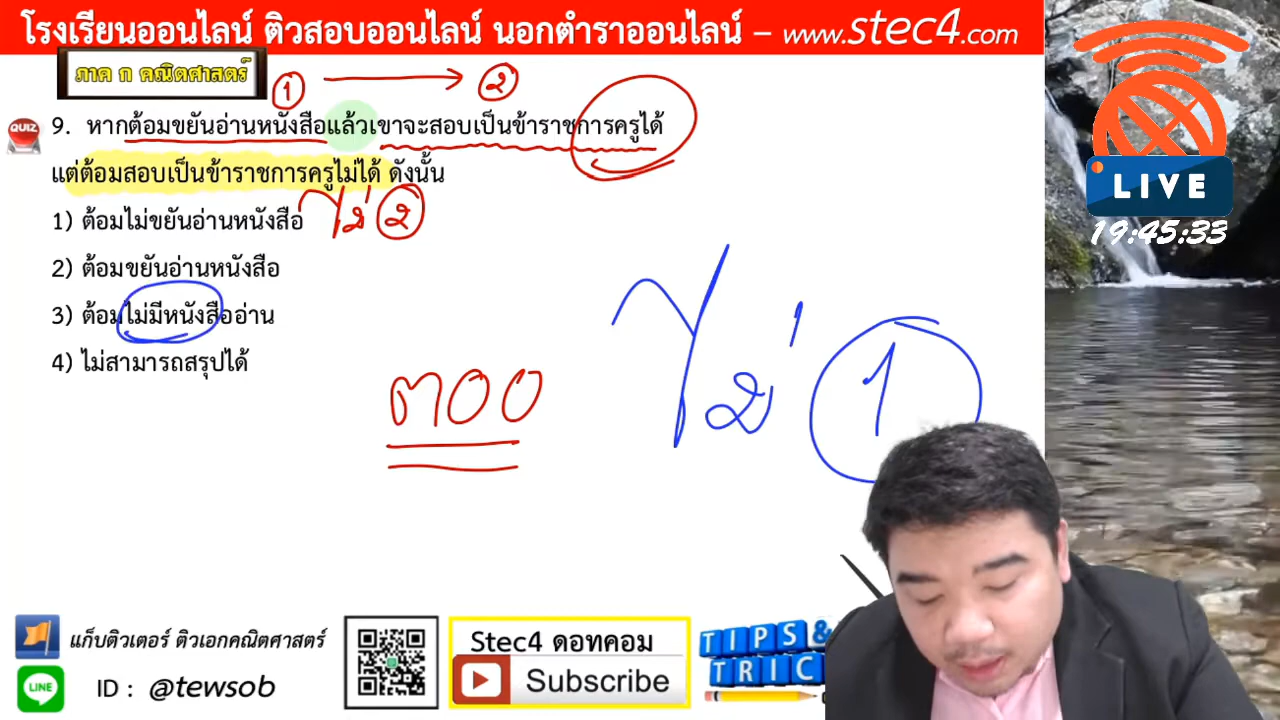 โรงเรียนออนไลน์ ติวสอบออนไลน์ นอกตำราออนไลน์ – www.stec4.com
ภาค ก คณิตศาสตร์
1 2
QUIZ
9. หากต้อมขยันอ่านหนังสือแล้วเขาจะสอบเป็นข้าราชการครูได้
แต่ต้อมสอบเป็นข้าราชการครูไม่ได้ ดังนั้น
1) ต้อมไม่ขยันอ่านหนังสือ ไม่ 2
2) ต้อมขยันอ่านหนังสือ
3) ต้อมไม่มีหนังสืออ่าน
4) ไม่สามารถสรุปได้
ตอบ
ไม่ 1
LIVE
19:45:33
แก็บติวเตอร์ ติวเอกคณิตศาสตร์
LINE
ID : @tewsob
Stec4 ดอทคอม
Subscribe
TIPS &
TRIC